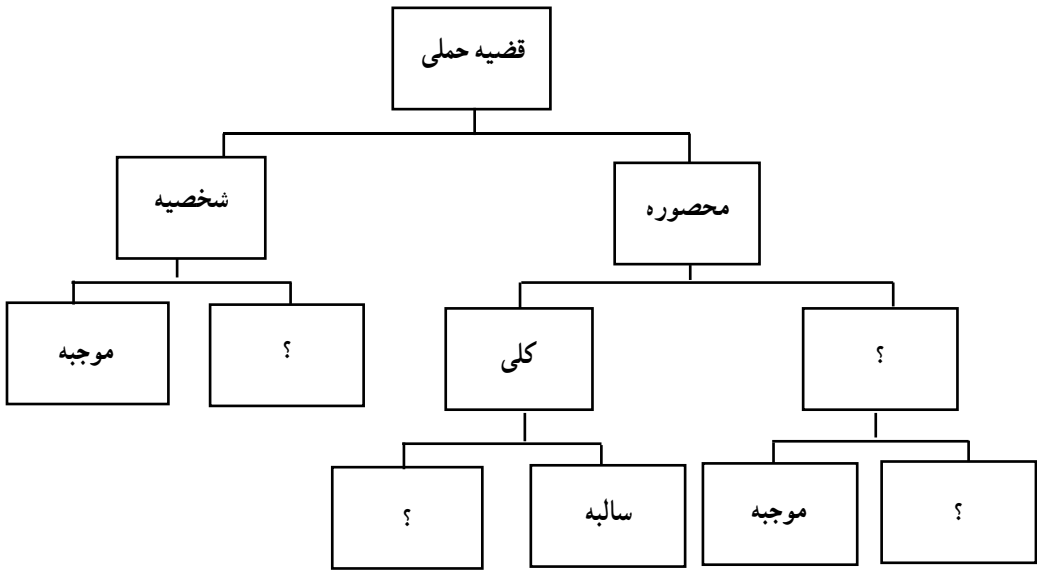 قضیه حملی
محصوره
شخصیه
؟
کلی
؟
موجبه
؟
موجبه
سالبه
؟